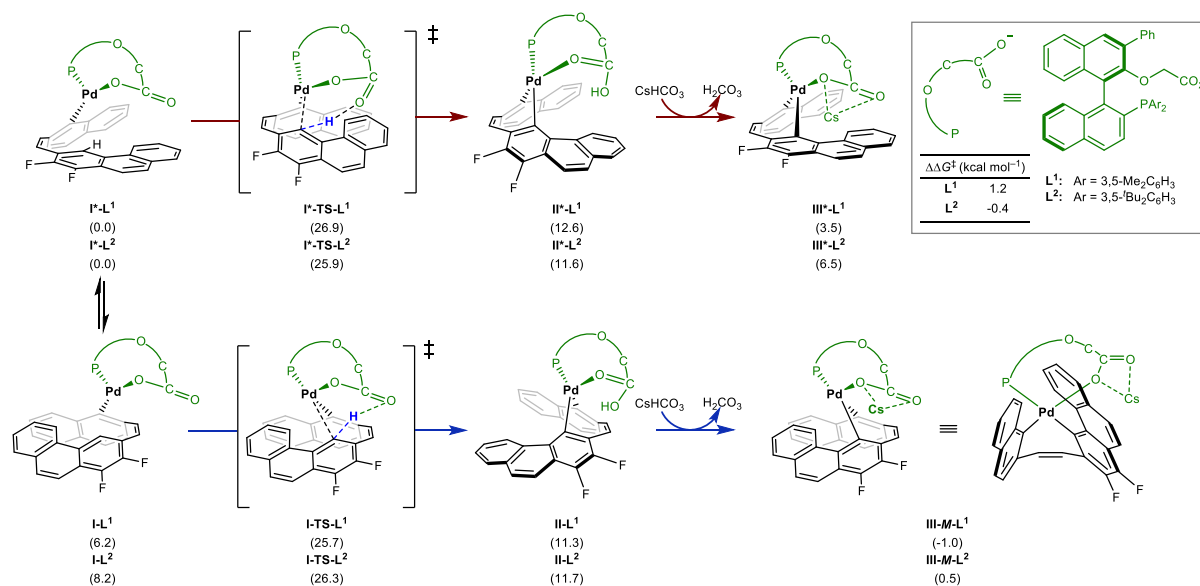 O
C
P
O
C
Pd
O
H
F
F
I*-L¹
(0.0)
I*-L²
(0.0)
O
C
P
O
C
Pd
O
H
F
F
‡
I*-TS-L¹
(26.9)
I*-TS-L²
(25.9)
O
C
P
O
C
Pd
HO
F
F
II*-L¹
(12.6)
II*-L²
(11.6)
CsHCO₃
H₂CO₃
O
C
P
O
C
Pd
O
Cs
F
F
III*-L¹
(3.5)
III*-L²
(6.5)
O⁻
C
C
O
O
P
≡
Ph
O
CO₂
PAr₂
ΔΔG‡ (kcal mol⁻¹)
L¹ 1.2
L² -0.4
L¹: Ar = 3,5-Me₂C₆H₃
L²: Ar = 3,5-ᵗBu₂C₆H₃
O
C
P
O
C
Pd
O
F
F
I-L¹
(6.2)
I-L²
(8.2)
O
C
P
O
C
Pd
O
H
F
F
‡
I-TS-L¹
(25.7)
I-TS-L²
(26.3)
O
C
P
O
C
Pd
HO
F
F
II-L¹
(11.3)
II-L²
(11.7)
CsHCO₃
H₂CO₃
O
C
P
O
C
Pd
O
Cs
F
F
≡
O
C
C
O
P
O
Cs
Pd
F
F
III-M-L¹
(-1.0)
III-M-L²
(0.5)